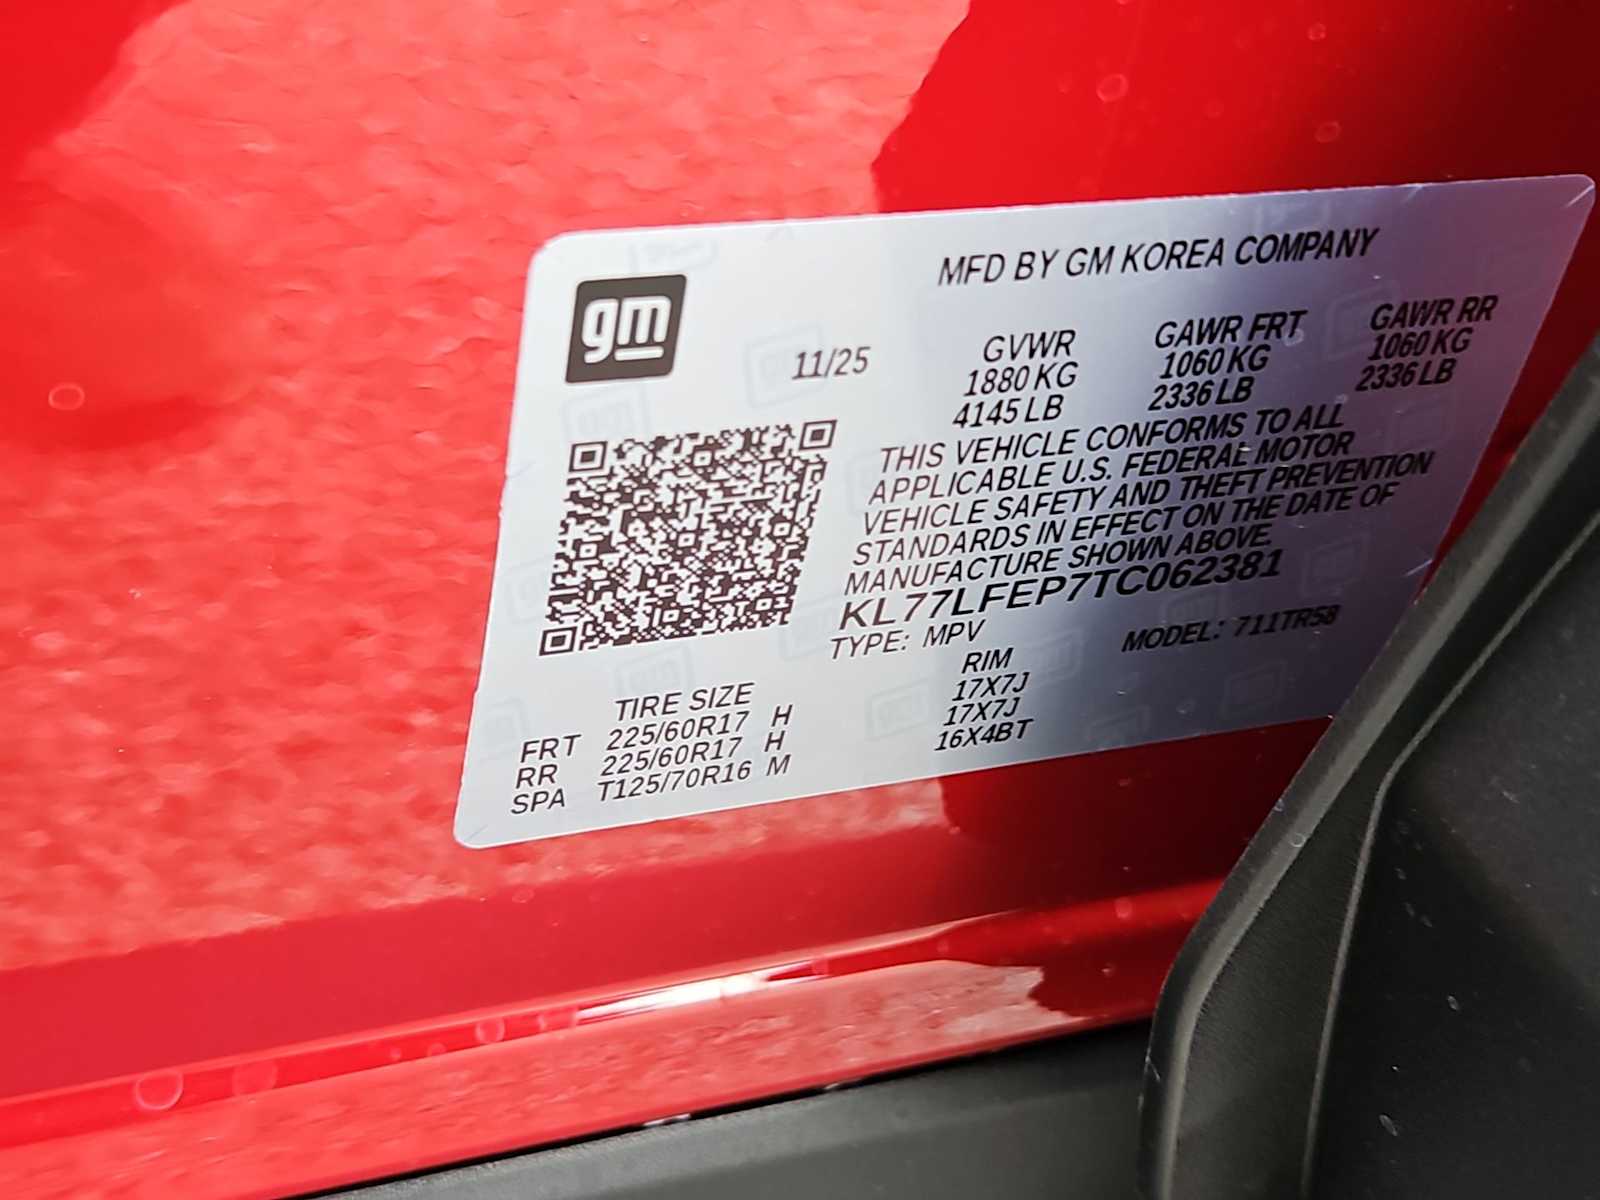 gm
MFD BY GM KOREA COMPANY
11/25
GVWR GAWR FRT GAWR RR
1880 KG 1060 KG 1060 KG
4145 LB 2336 LB 2336 LB
THIS VEHICLE CONFORMS TO ALL
APPLICABLE U.S. FEDERAL MOTOR
VEHICLE SAFETY AND THEFT PREVENTION
STANDARDS IN EFFECT ON THE DATE OF
MANUFACTURE SHOWN ABOVE.
KL77LFEP7TC062381
TYPE: MPV MODEL: 711TR58
TIRE SIZE RIM
FRT 225/60R17 H 17X7J
RR 225/60R17 H 17X7J
SPA T125/70R16 M 16X4BT